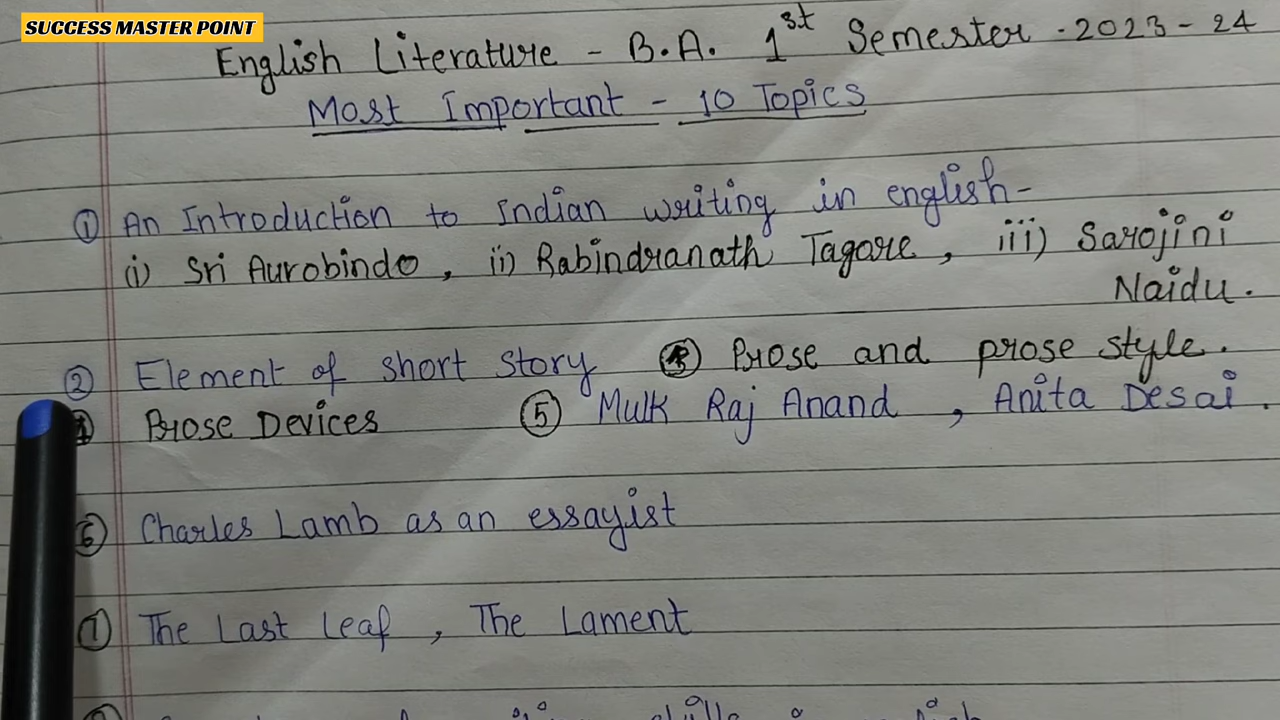 SUCCESS MASTER POINT
English Literature - B.A. 1st Semester - 2023 - 24
Most Important - 10 Topics
① An Introduction to Indian writing in english-
(i) Sri Aurobindo, ii) Rabindranath Tagore, iii) Sarojini
Naidu.
② Element of short story ③ Prose and prose style.
④ Prose Devices ⑤ Mulk Raj Anand, Anita Desai.
⑥ Charles Lamb as an essayist
⑦ The Last Leaf, The Lament